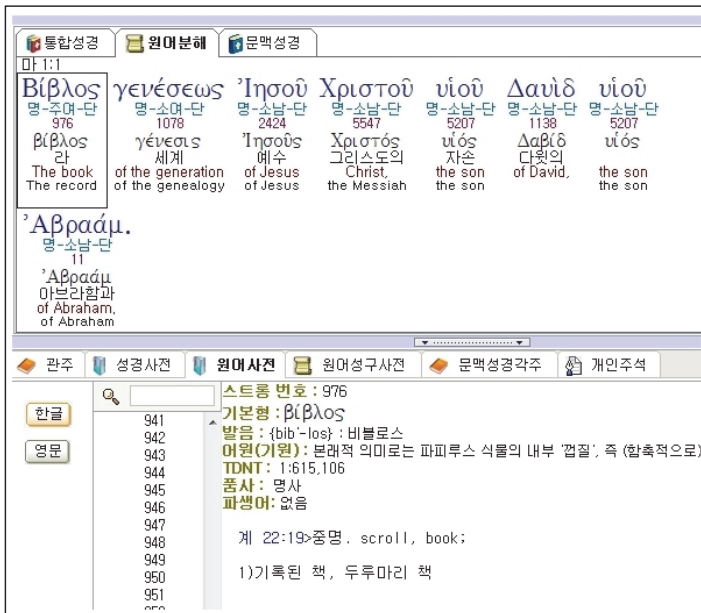 통합성경 원어분해 문맥성경
마 1:1
Βίβλος γενέσεως Ἰησοῦ Χριστοῦ υἱοῦ Δαυὶδ υἱοῦ
명-주여-단 명-소여-단 명-소남-단 명-소남-단 명-소남-단 명-소남-단 명-소남-단
976 1078 2424 5547 5207 1138 5207
βίβλος γένεσις Ἰησοῦς Χριστός υἱός Δαβίδ υἱός
라 세계 예수 그리스도의 자손 다윗의
The book of the generation of Jesus Christ, the son of David, the son
The record of the genealogy of Jesus the Messiah the son the son
Ἀβραάμ.
명-소남-단
11
Ἀβραάμ
아브라함과
of Abraham,
of Abraham
관주 성경사전 원어사전 원어성구사전 문맥성경각주 개인주석
한글
영문
941
942
943
944
945
946
947
948
949
950
951
스트롱 번호 : 976
기본형 : βίβλος
발음 : {bib'-los} : 비블로스
어원(기원) : 본래적 의미로는 파피루스 식물의 내부 '껍질', 즉 (함축적으로)
TDNT : 1:615,106
품사 : 명사
파생어: 없음
계 22:19>중명. scroll, book;
1)기록된 책, 두루마리 책